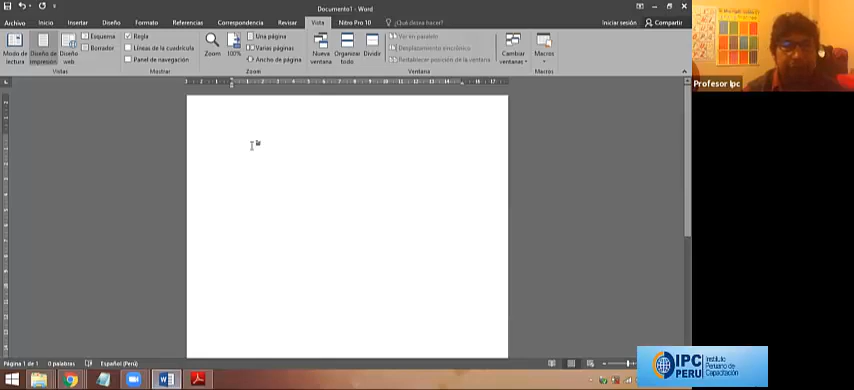 Documento1 - Word
Archivo Inicio Insertar Diseño Formato Referencias Correspondencia Revisar Vista Nitro Pro 10 ¿Qué desea hacer? Iniciar sesión Compartir
Modo de lectura
Diseño de impresión
Diseño web
Esquema
Borrador
Vistas
Regla
Líneas de la cuadrícula
Panel de navegación
Mostrar
Zoom
100%
Una página
Varias páginas
Ancho de página
Zoom
Nueva ventana
Organizar todo
Dividir
Ver en paralelo
Desplazamiento sincrónico
Restablecer posición de la ventana
Ventana
Cambiar ventanas
Macros
Macros
Profesor Ipc
Página 1 de 1 0 palabras Español (Perú)
IPC
PERU
Instituto
Peruano de
Capacitación